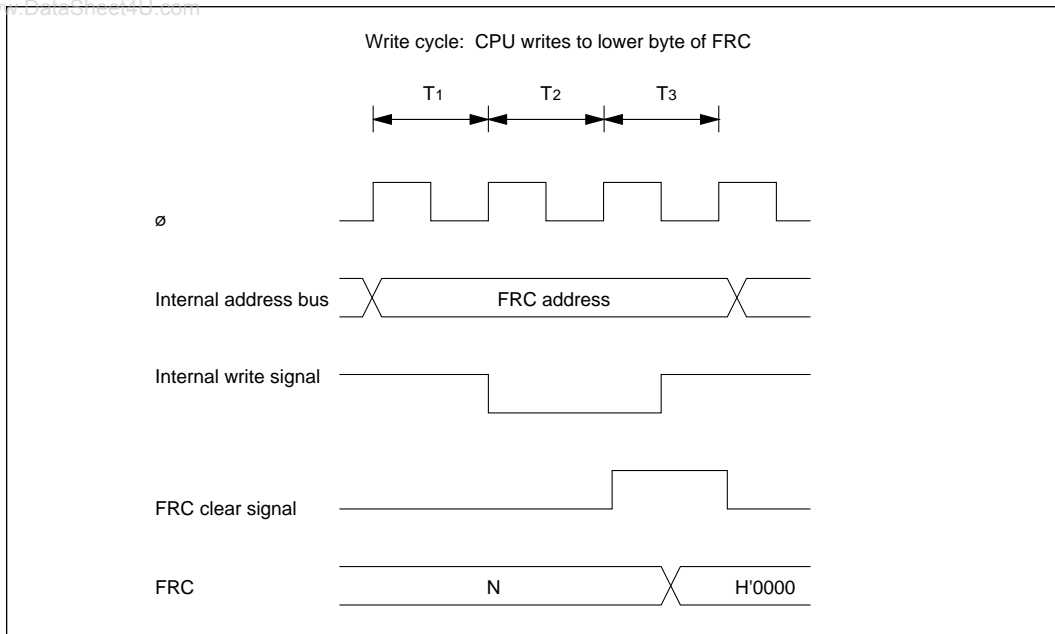 w.DataSheet4U.com
Write cycle: CPU writes to lower byte of FRC
T1 T2 T3
ø
Internal address bus FRC address
Internal write signal
FRC clear signal
FRC N H'0000